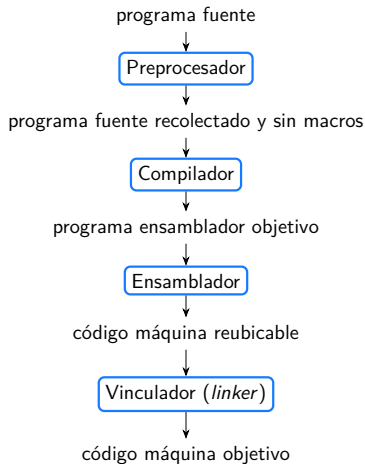 programa fuente
Preprocesador
programa fuente recolectado y sin macros
Compilador
programa ensamblador objetivo
Ensamblador
código máquina reubicable
Vinculador (linker)
código máquina objetivo